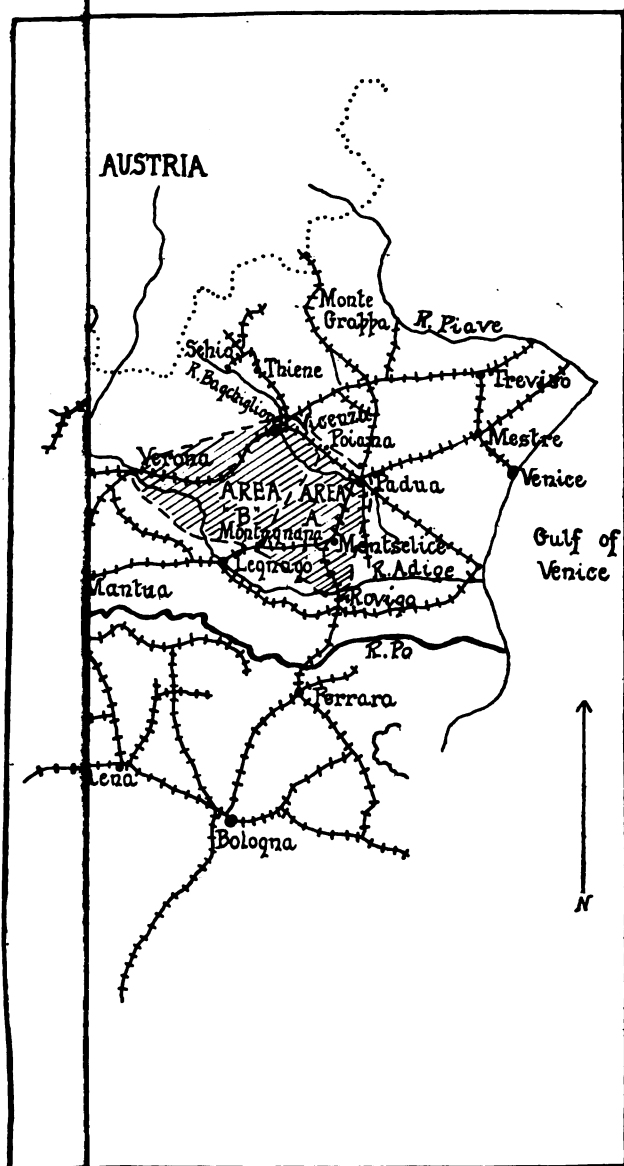 AUSTRIA
Monte
Grappa
R. Piave
Schio
Thiene
R. Bacchiglione
Treviso
Vicenza
Poiana
Mestre
Verona
Padua
Venice
AREA
"B"
AREA
A
Montagnana
Montselice
Gulf of
Venice
Legnago
R. Adige
Mantua
Rovigo
R. Po
Ferrara
Bologna
N